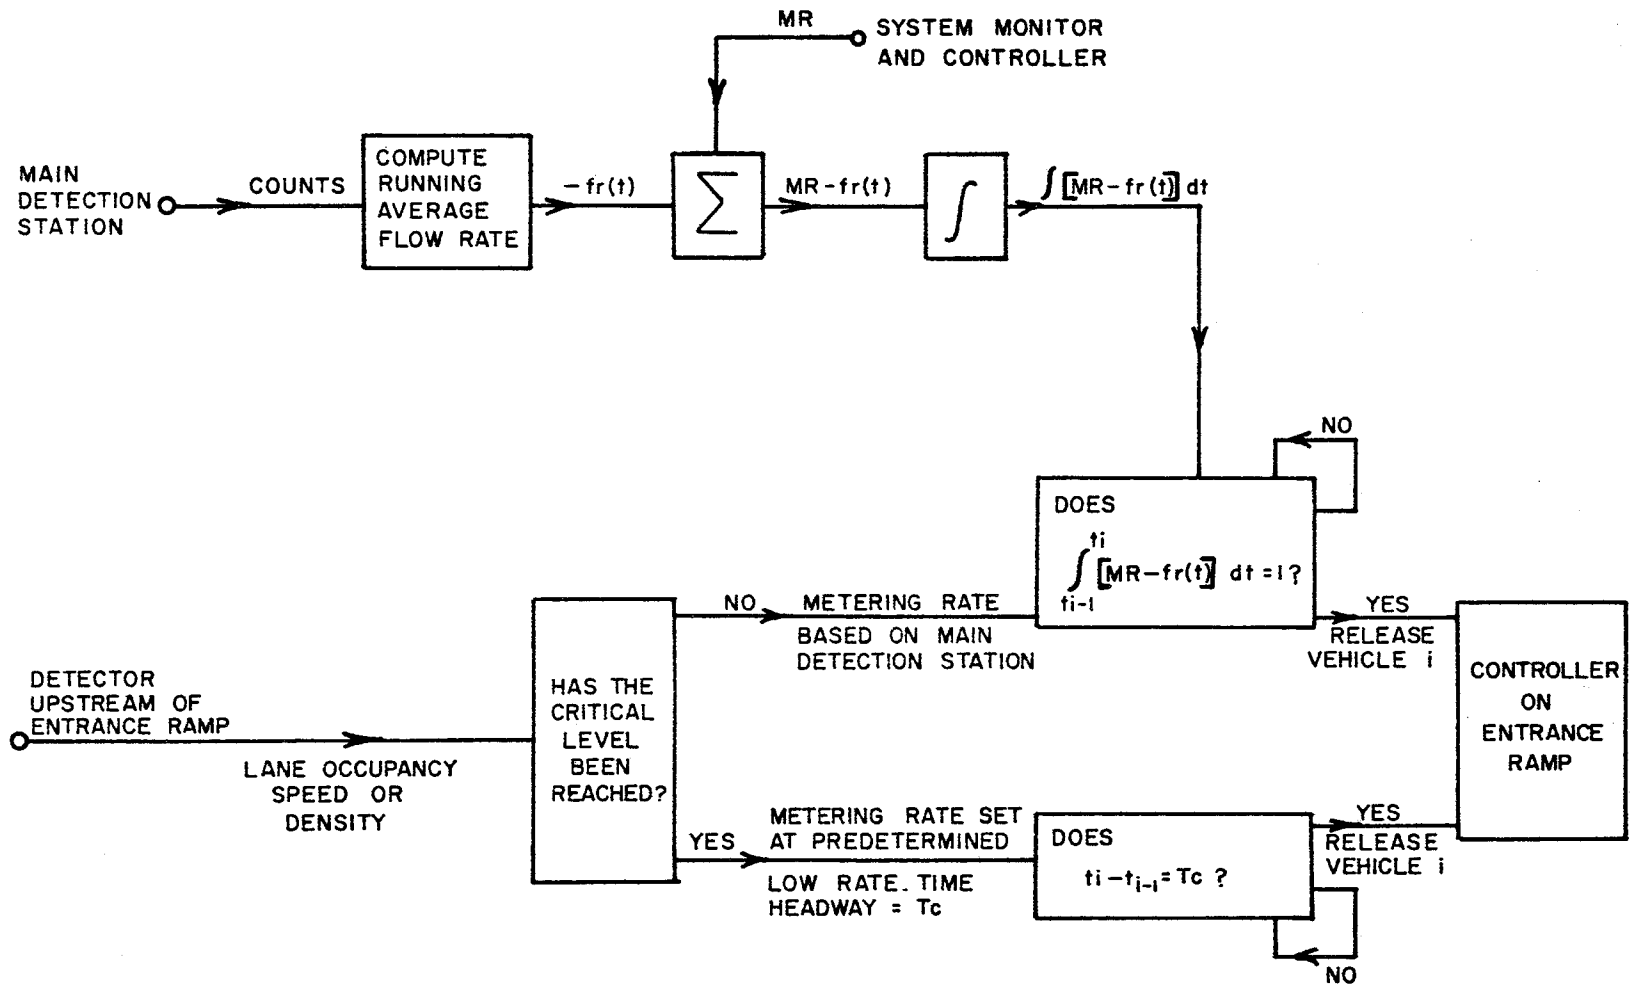 MR
SYSTEM MONITOR
AND CONTROLLER
MAIN
DETECTION
STATION
COUNTS
COMPUTE
RUNNING
AVERAGE
FLOW RATE
-fr(t)
∑
MR-fr(t)
∫
∫[MR-fr(t)] dt
NO
DOES
∫ti-1^ti [MR-fr(t)] dt = 1?
YES
RELEASE
VEHICLE i
NO
METERING RATE
BASED ON MAIN
DETECTION STATION
CONTROLLER
ON
ENTRANCE
RAMP
DETECTOR
UPSTREAM OF
ENTRANCE RAMP
LANE OCCUPANCY
SPEED OR
DENSITY
HAS THE
CRITICAL
LEVEL
BEEN
REACHED?
YES
METERING RATE SET
AT PREDETERMINED
LOW RATE. TIME
HEADWAY = Tc
DOES
ti-ti-1=Tc ?
YES
RELEASE
VEHICLE i
NO